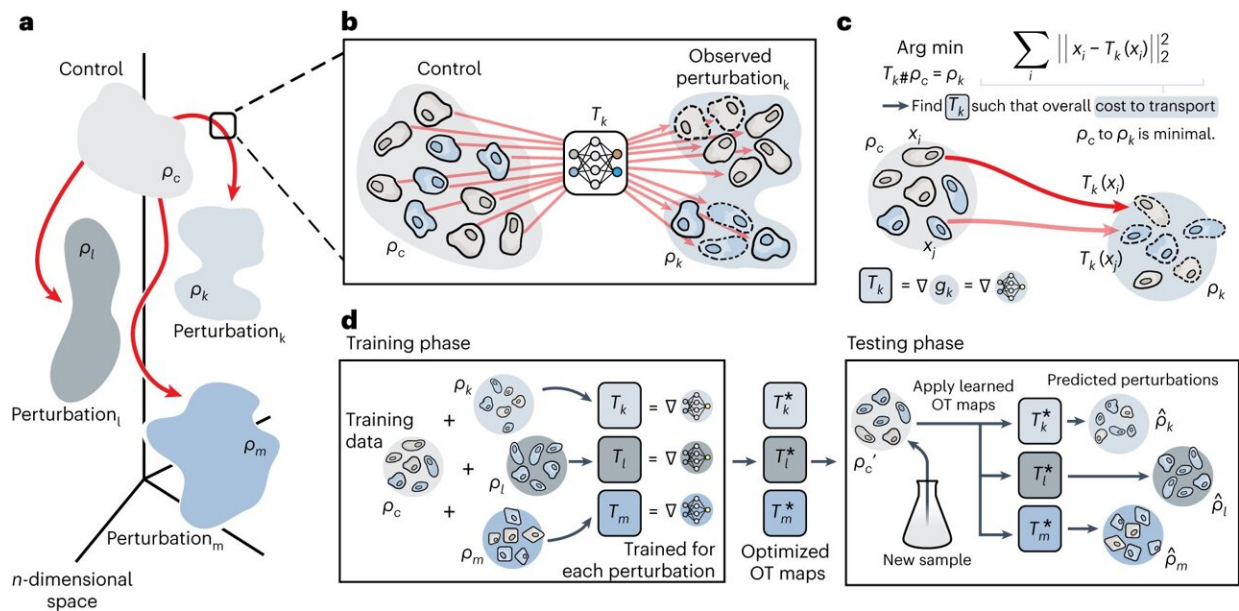 a
Control
ρc
ρl
ρk
Perturbationk
Perturbationl
ρm
Perturbationm
n-dimensional
space
b
Control
Observed
perturbationk
Tk
ρc
ρk
c
Arg min
Tk#ρc = ρk
∑i ||xi – Tk(xi)||22
Find Tk such that overall cost to transport
ρc to ρk is minimal.
ρc
xi
Tk(xi)
xj
Tk(xj)
ρk
Tk = ∇ gk = ∇
d
Training phase
ρk
Tk = ∇
Training
data
+
ρc
+
ρl
Tl = ∇
+
ρm
Tm = ∇
Trained for
each perturbation
Tk*
Tl*
Tm*
Optimized
OT maps
Testing phase
ρc′
Apply learned
OT maps
Predicted perturbations
Tk*
ρ̂k
Tl*
ρ̂l
Tm*
ρ̂m
New sample